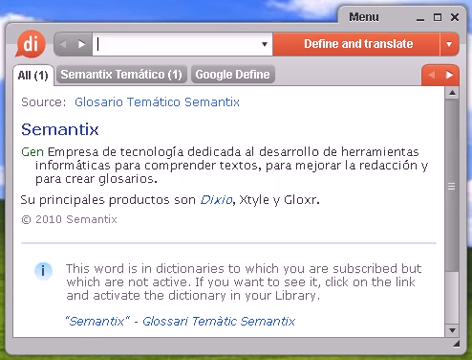 Menu
di
Define and translate
All (1)
Semantix Temático (1)
Google Define
Source: Glosario Temático Semantix
Semantix
Gen Empresa de tecnología dedicada al desarrollo de herramientas
informáticas para comprender textos, para mejorar la redacción y
para crear glosarios.
Su principales productos son Dixio, Xtyle y Gloxr.
© 2010 Semantix
i
This word is in dictionaries to which you are subscribed but
which are not active. If you want to see it, click on the link
and activate the dictionary in your Library.
"Semantix" - Glossari Temàtic Semantix